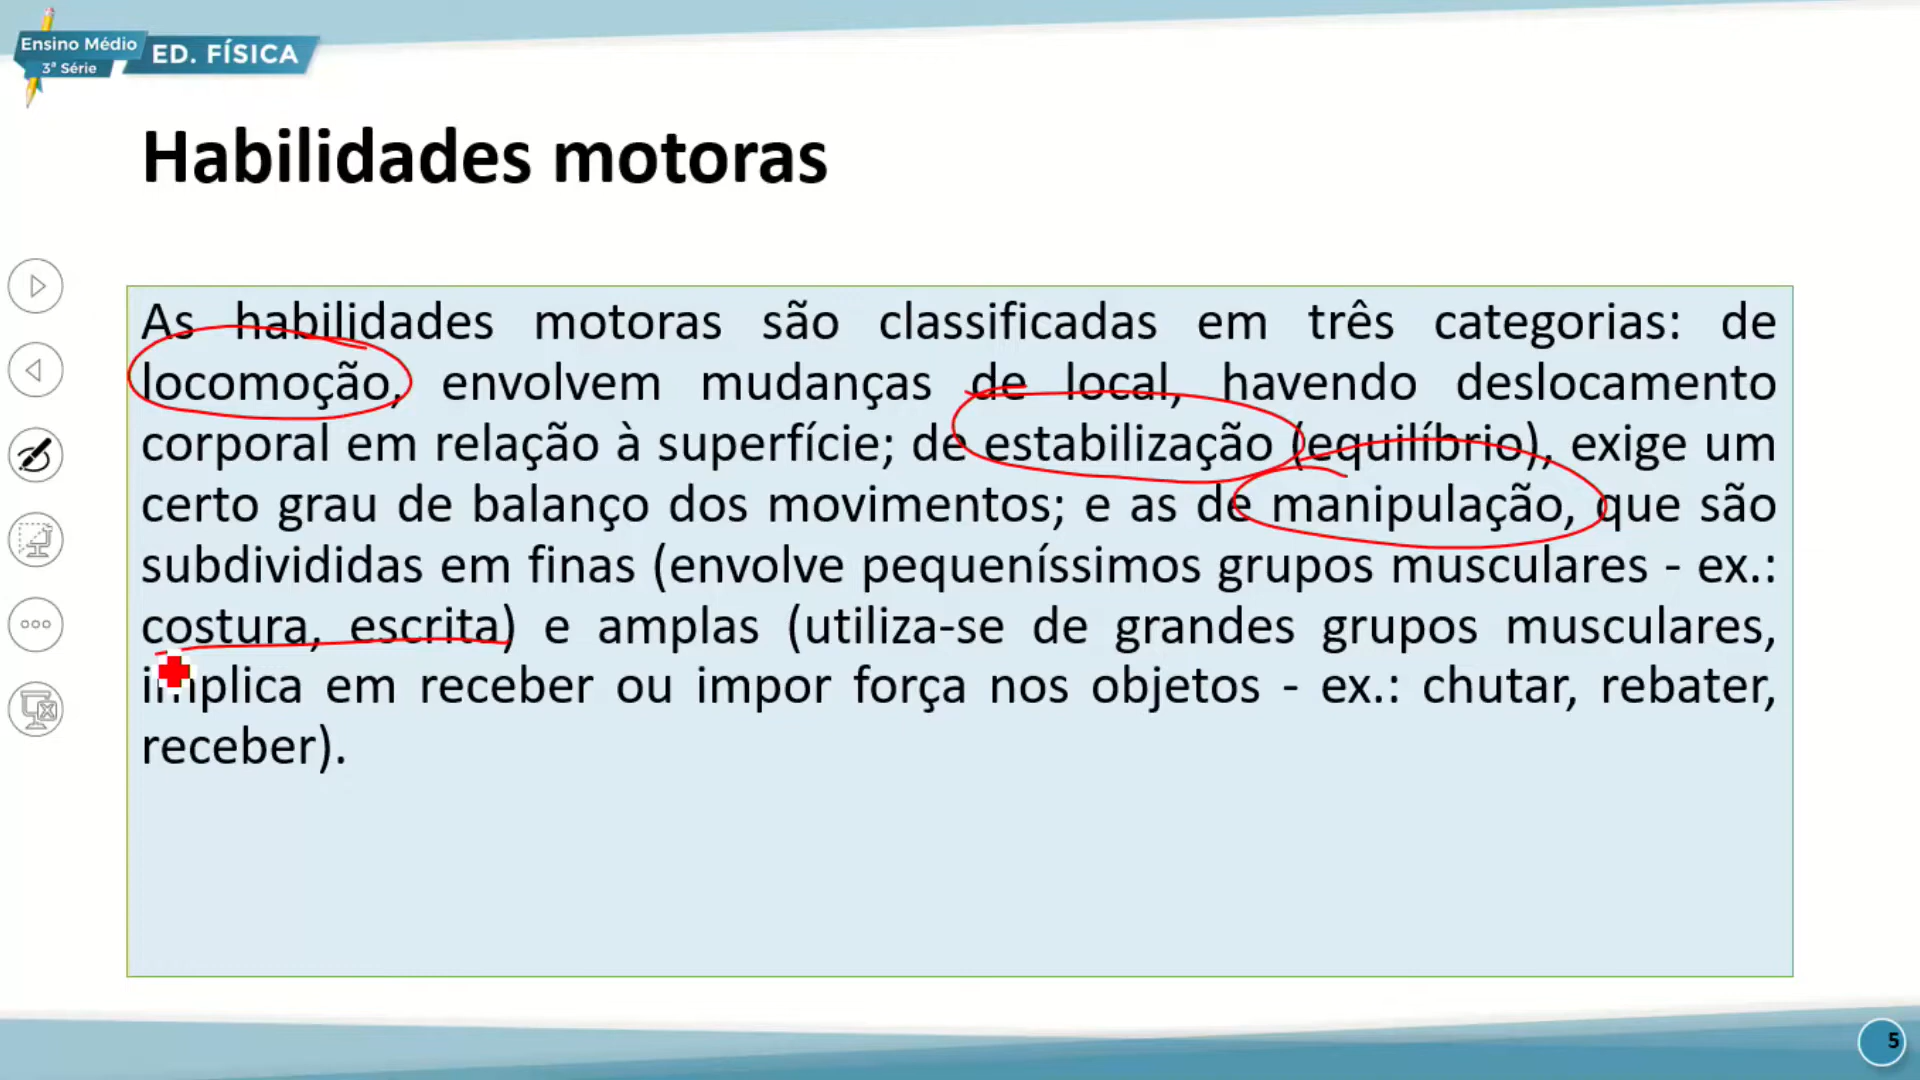 Ensino Médio
3ª Série
ED. FÍSICA
Habilidades motoras
As habilidades motoras são classificadas em três categorias: de
locomoção, envolvem mudanças de local, havendo deslocamento
corporal em relação à superfície; de estabilização (equilíbrio), exige um
certo grau de balanço dos movimentos; e as de manipulação, que são
subdivididas em finas (envolve pequeníssimos grupos musculares - ex.:
costura, escrita) e amplas (utiliza-se de grandes grupos musculares,
implica em receber ou impor força nos objetos - ex.: chutar, rebater,
receber).
5